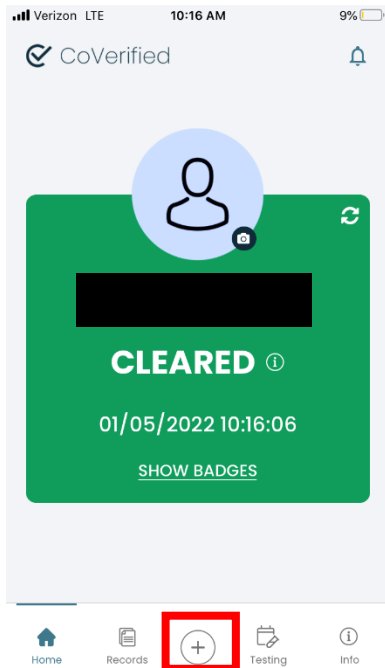 Verizon LTE 10:16 AM 9%
CoVerified
CLEARED
01/05/2022 10:16:06
SHOW BADGES
Home Records Testing Info